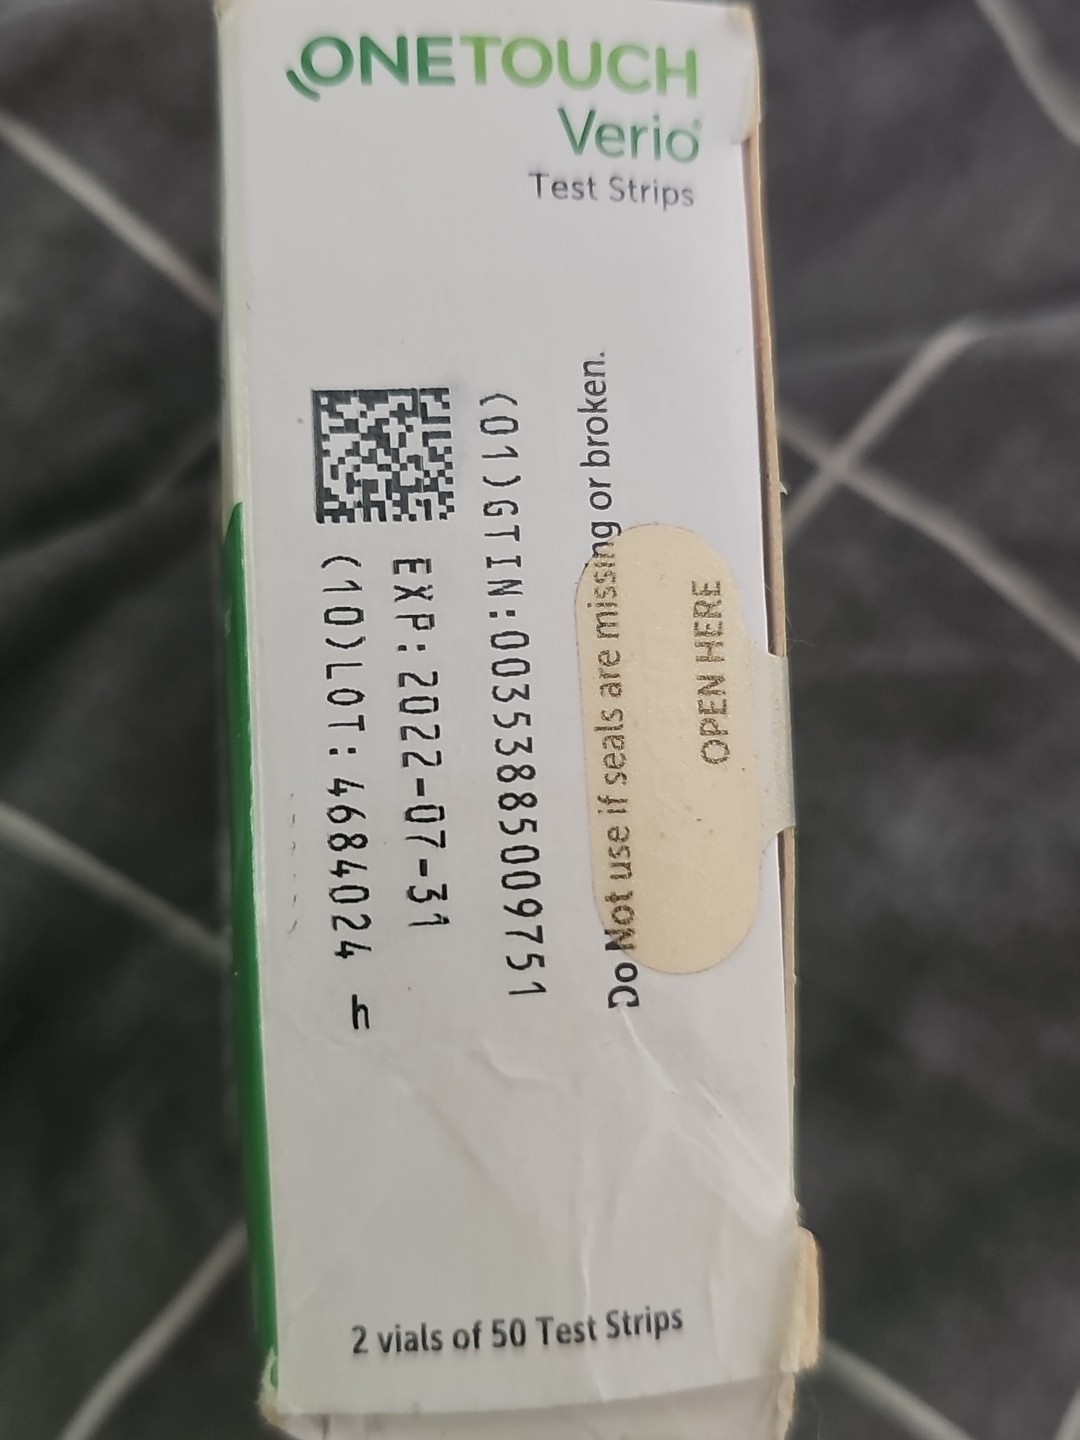 ONETOUCH
Verio®
Test Strips
(01)GTIN:00353885009751
EXP:2022-07-31
(10)LOT:4684024
Do Not use if seals are missing or broken.
OPEN HERE
2 vials of 50 Test Strips